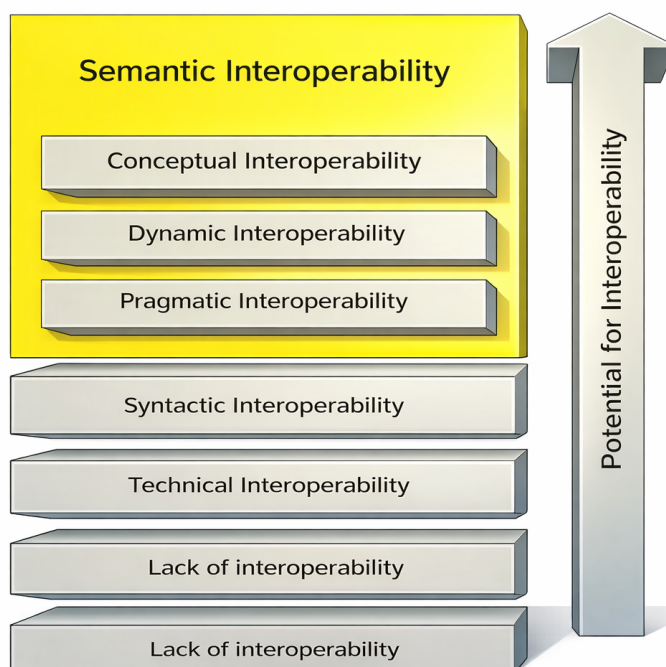 Semantic Interoperability
Conceptual Interoperability
Dynamic Interoperability
Pragmatic Interoperability
Syntactic Interoperability
Technical Interoperability
Lack of interoperability
Lack of interoperability
Potential for Interoperability